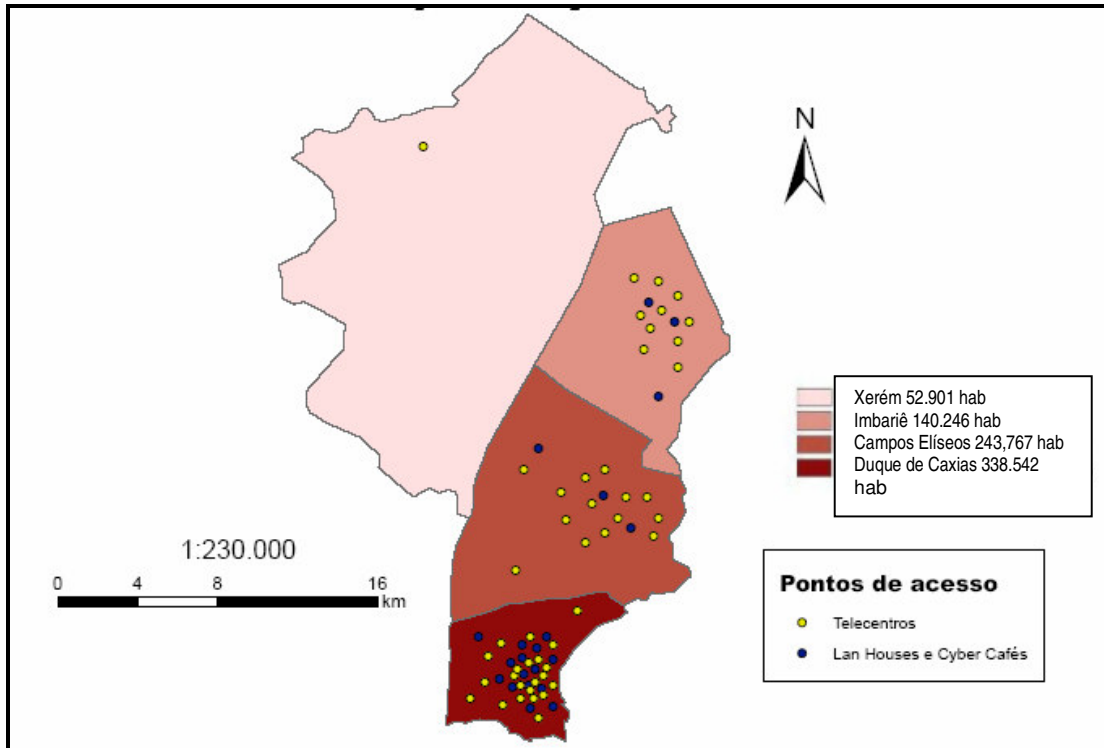 N
Xerém 52.901 hab
Imbariê 140.246 hab
Campos Elíseos 243,767 hab
Duque de Caxias 338.542
hab
1:230.000
0 4 8 16
km
Pontos de acesso
Telecentros
Lan Houses e Cyber Cafés